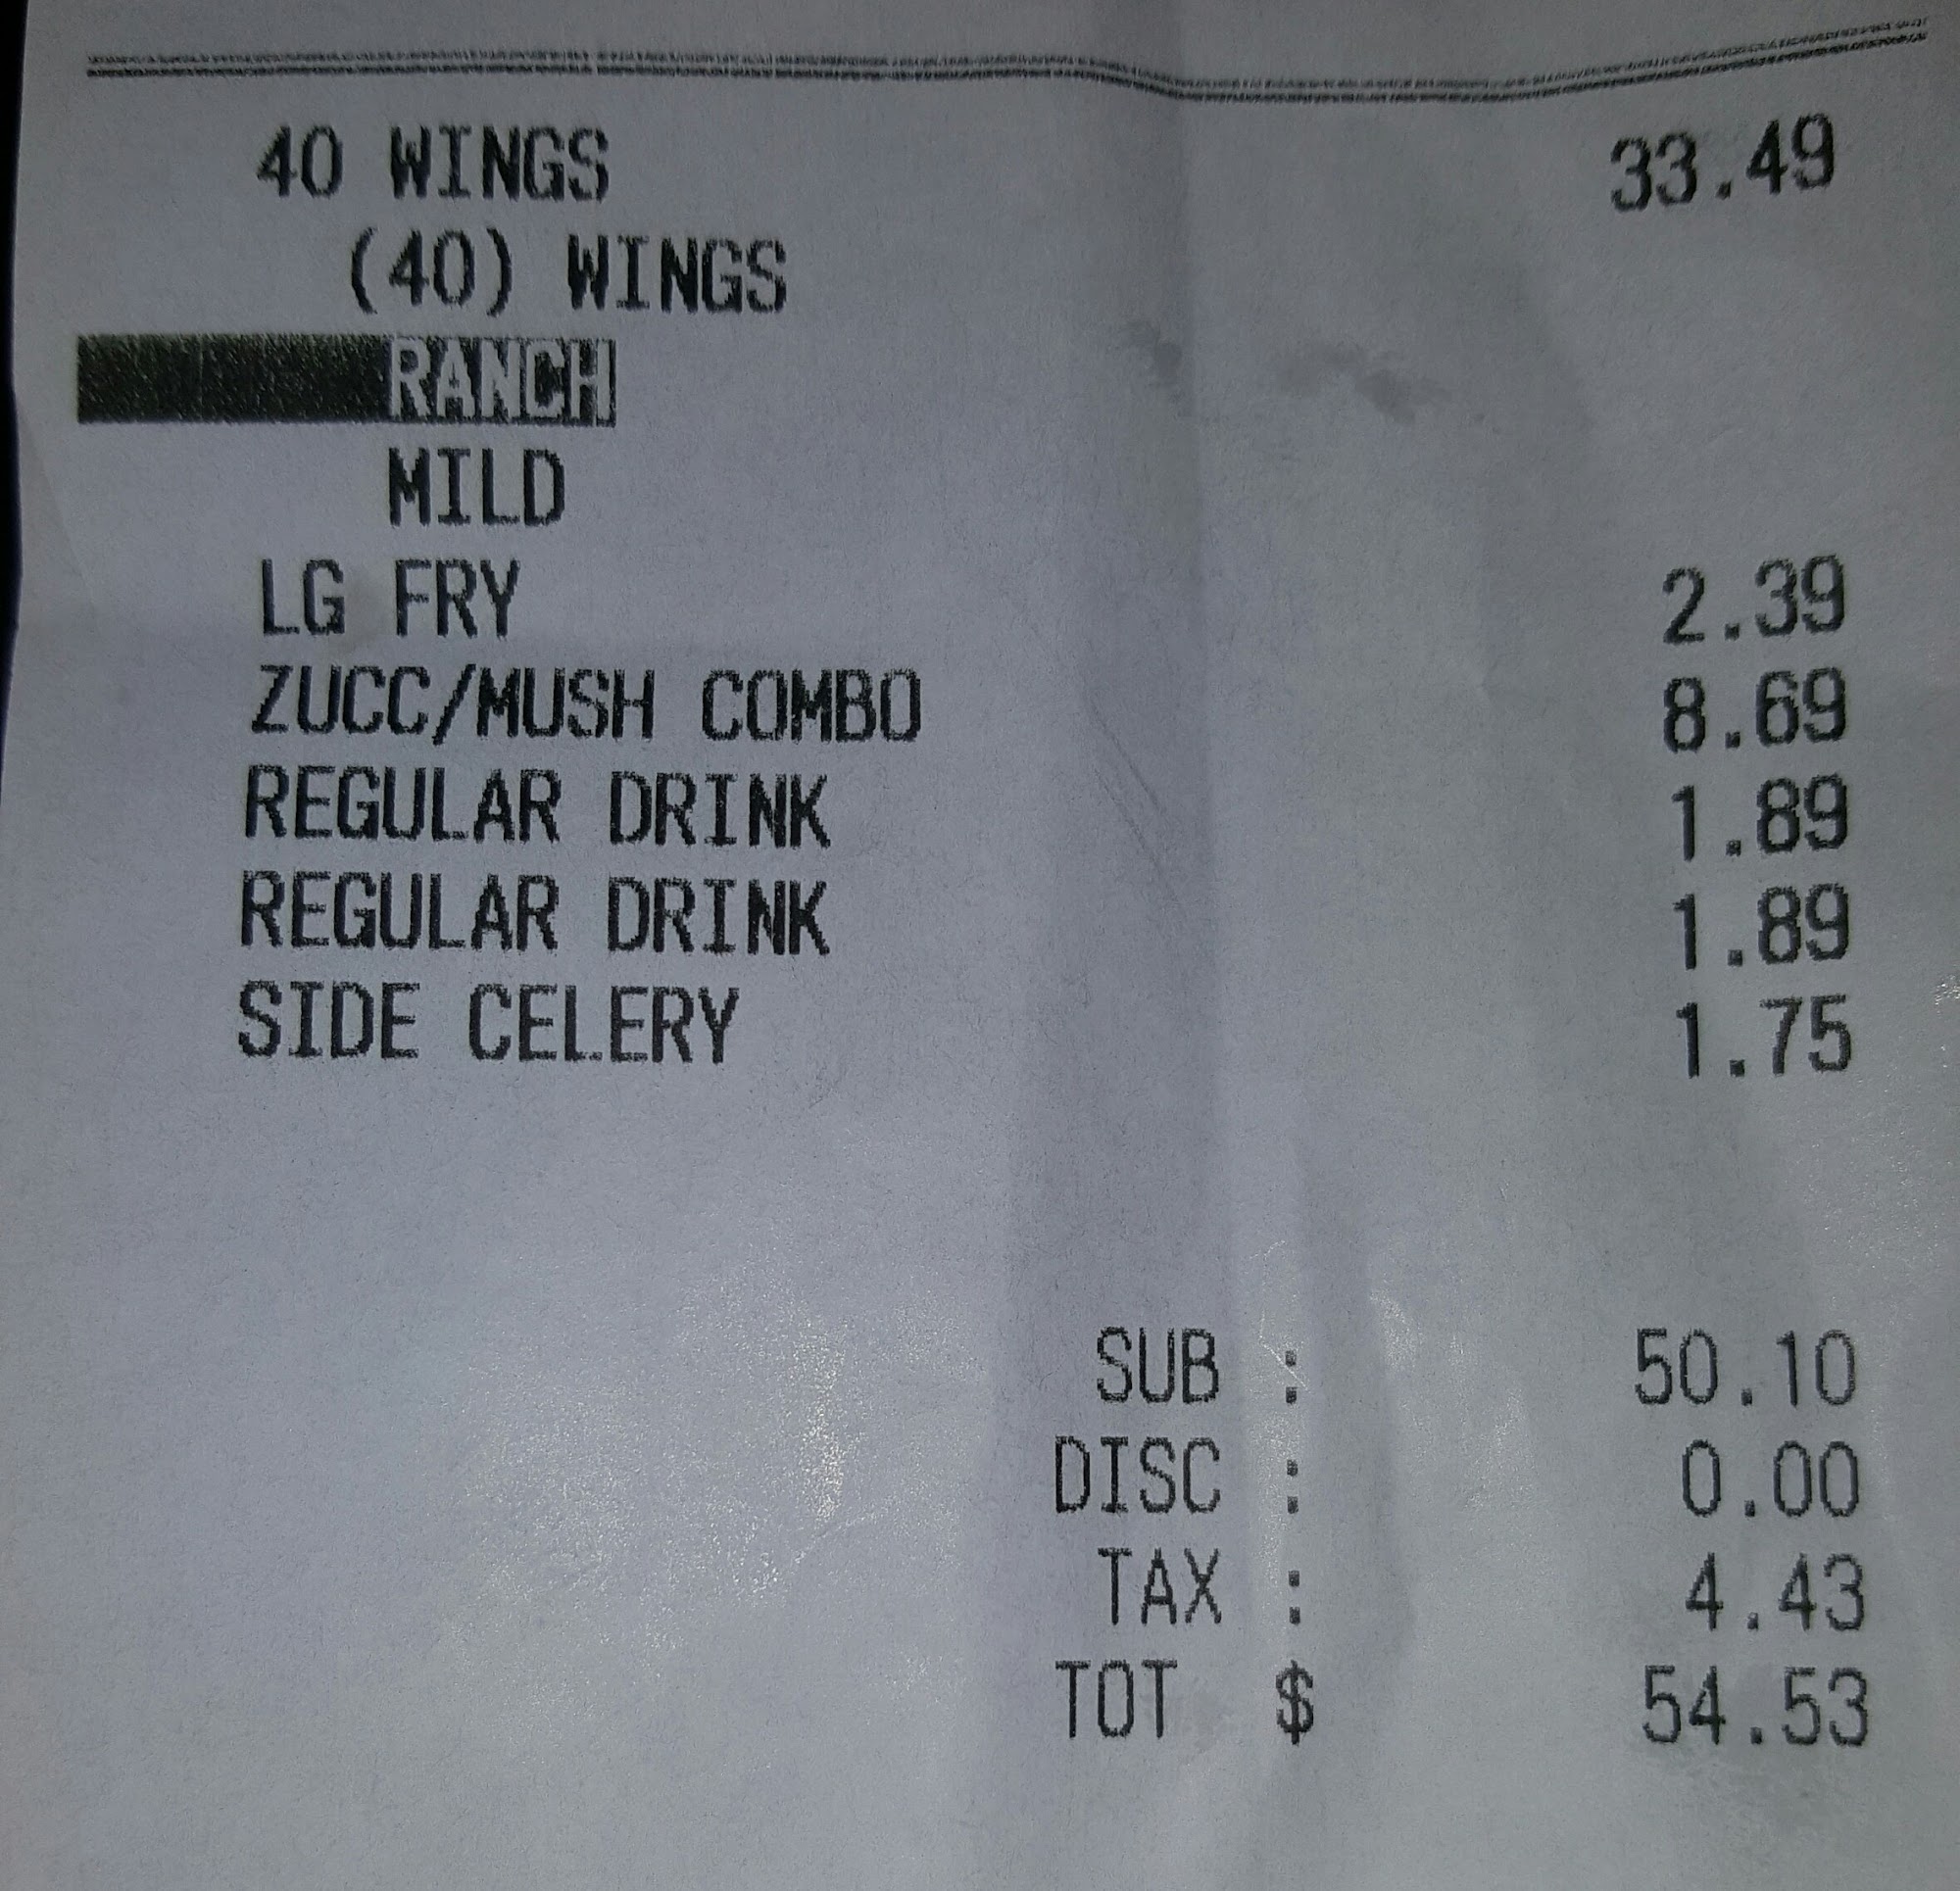 40 WINGS 33.49
(40) WINGS
RANCH
MILD
LG FRY 2.39
ZUCC/MUSH COMBO 8.69
REGULAR DRINK 1.89
REGULAR DRINK 1.89
SIDE CELERY 1.75
SUB : 50.10
DISC : 0.00
TAX : 4.43
TOT $ 54.53